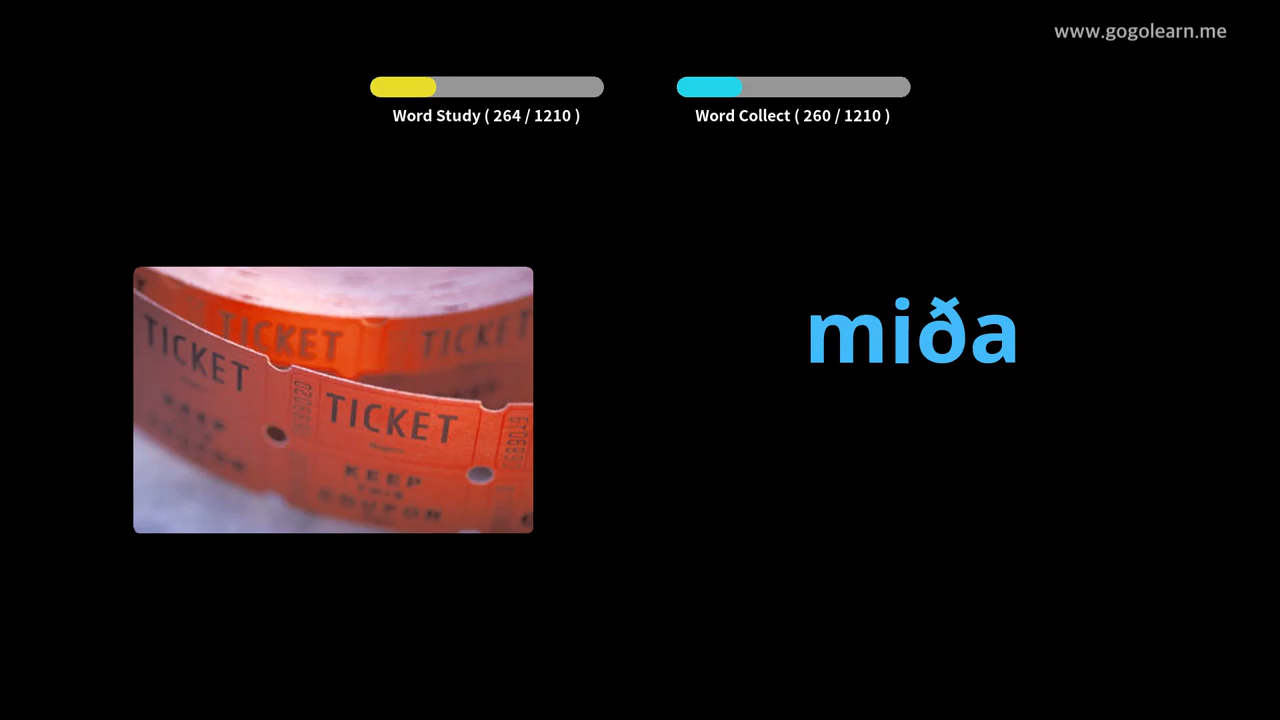 www.gogolearn.me
Word Study ( 264 / 1210 )
Word Collect ( 260 / 1210 )
miða
TICKET
TICKET
TICKET
TICKET
KEEP